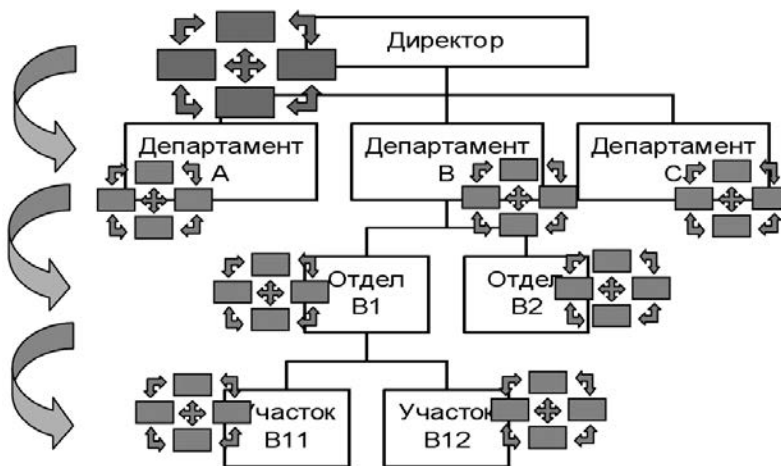 Директор
Департамент
А
Департамент
В
Департамент
С
Отдел
В1
Отдел
В2
Участок
В11
Участок
В12